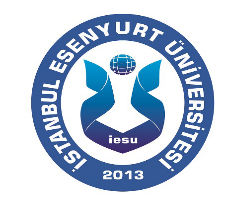 İSTANBUL ESENYURT ÜNİVERSİTESİ
iesu
2013